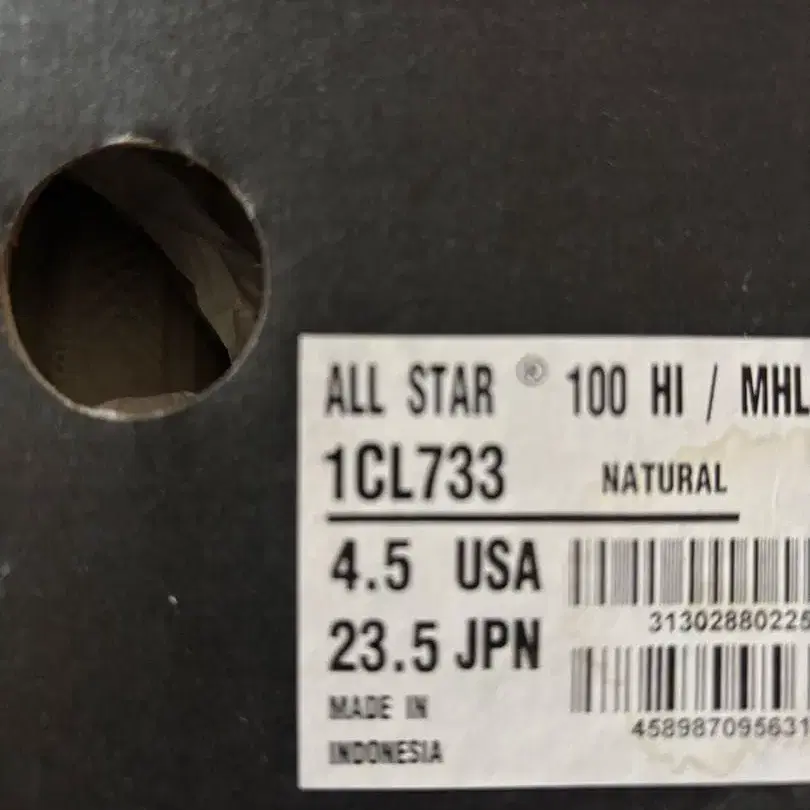 ALL STAR ® 100 HI / MHL
1CL733 NATURAL
4.5 USA
31302880225
23.5 JPN
458987095631
MADE IN
INDONESIA